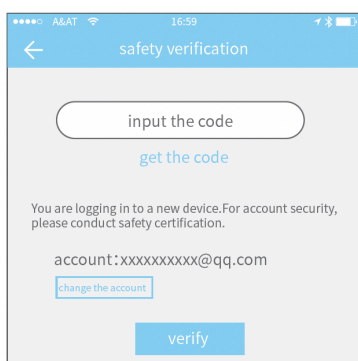 A&AT 16:59
safety verification
input the code
get the code
You are logging in to a new device.For account security,
please conduct safety certification.
account：xxxxxxxxxx@qq.com
change the account
verify